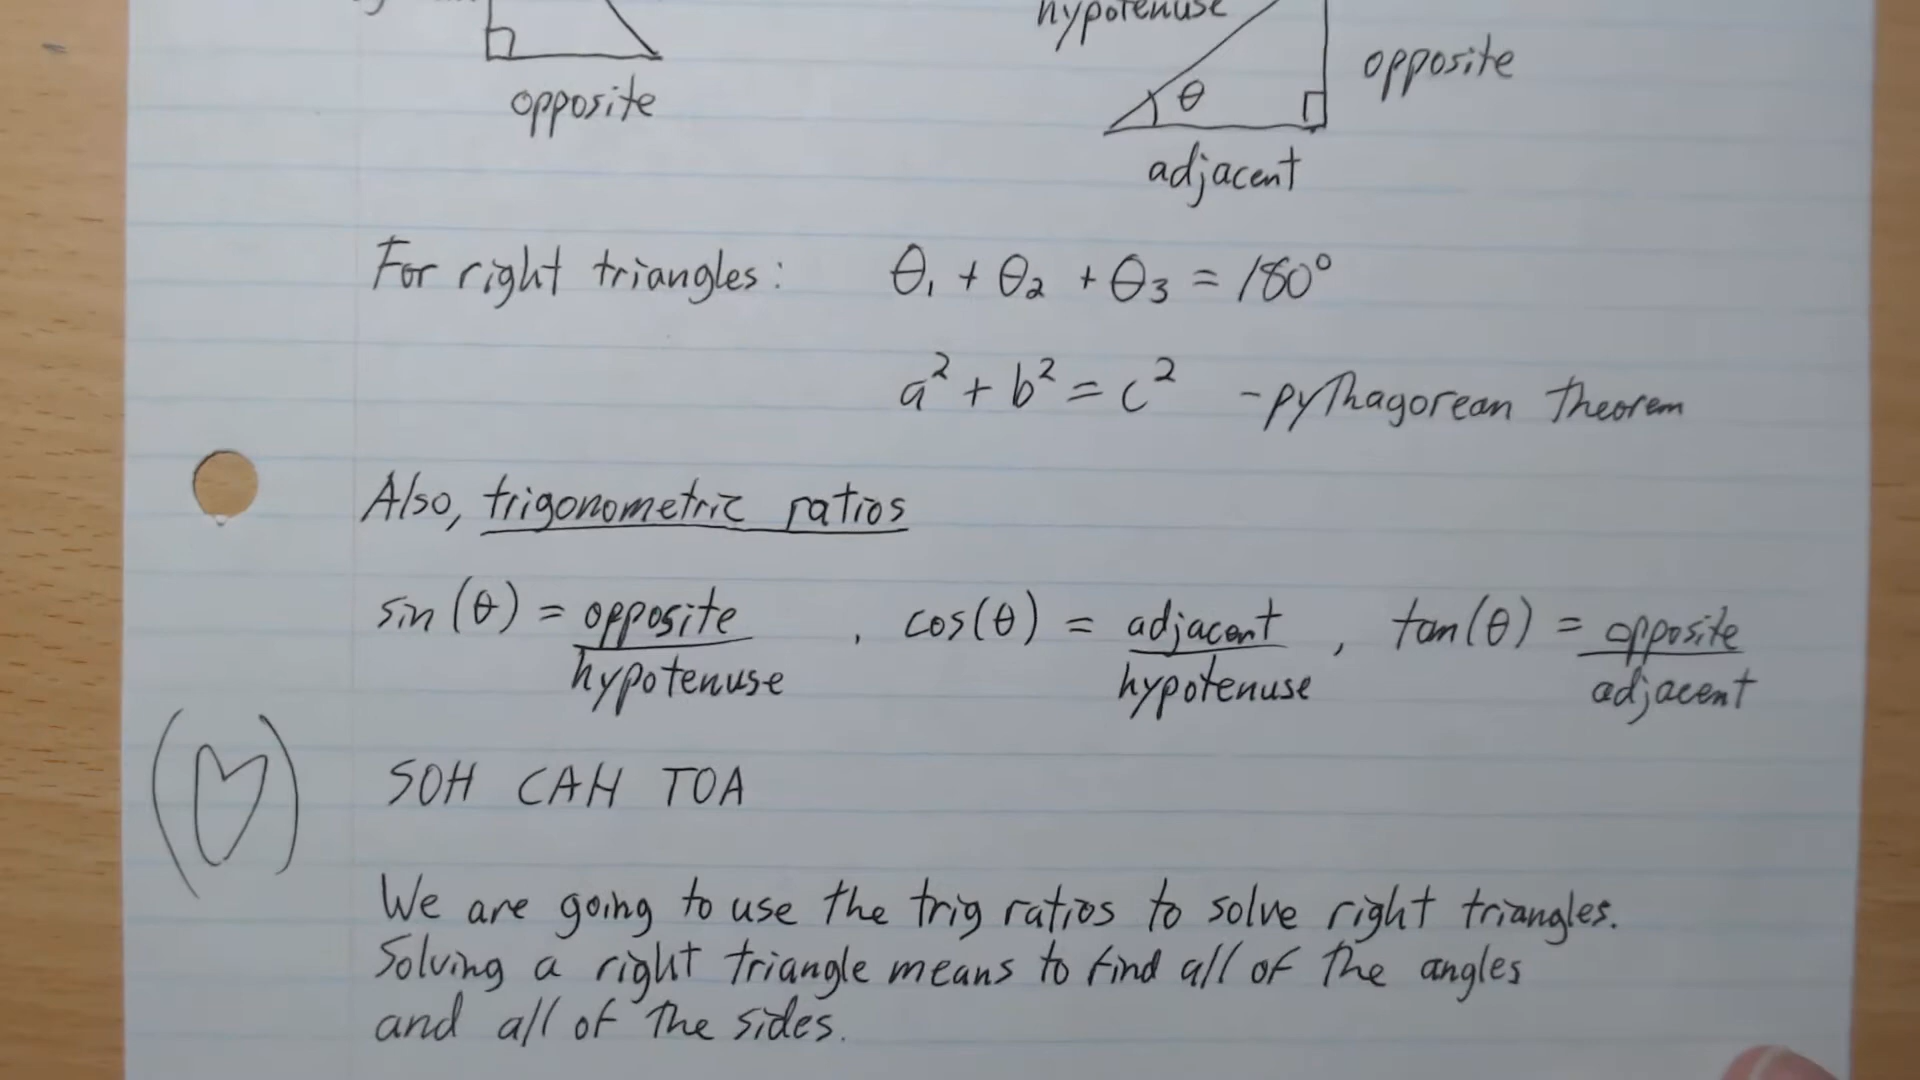 hypotenuse
opposite
θ
opposite
adjacent
For right triangles: θ₁ + θ₂ + θ₃ = 180°
a² + b² = c² - pythagorean theorem
Also, trigonometric ratios
sin(θ) = opposite / hypotenuse , cos(θ) = adjacent / hypotenuse , tan(θ) = opposite / adjacent
SOH CAH TOA
We are going to use the trig ratios to solve right triangles.
Solving a right triangle means to find all of the angles
and all of the sides.